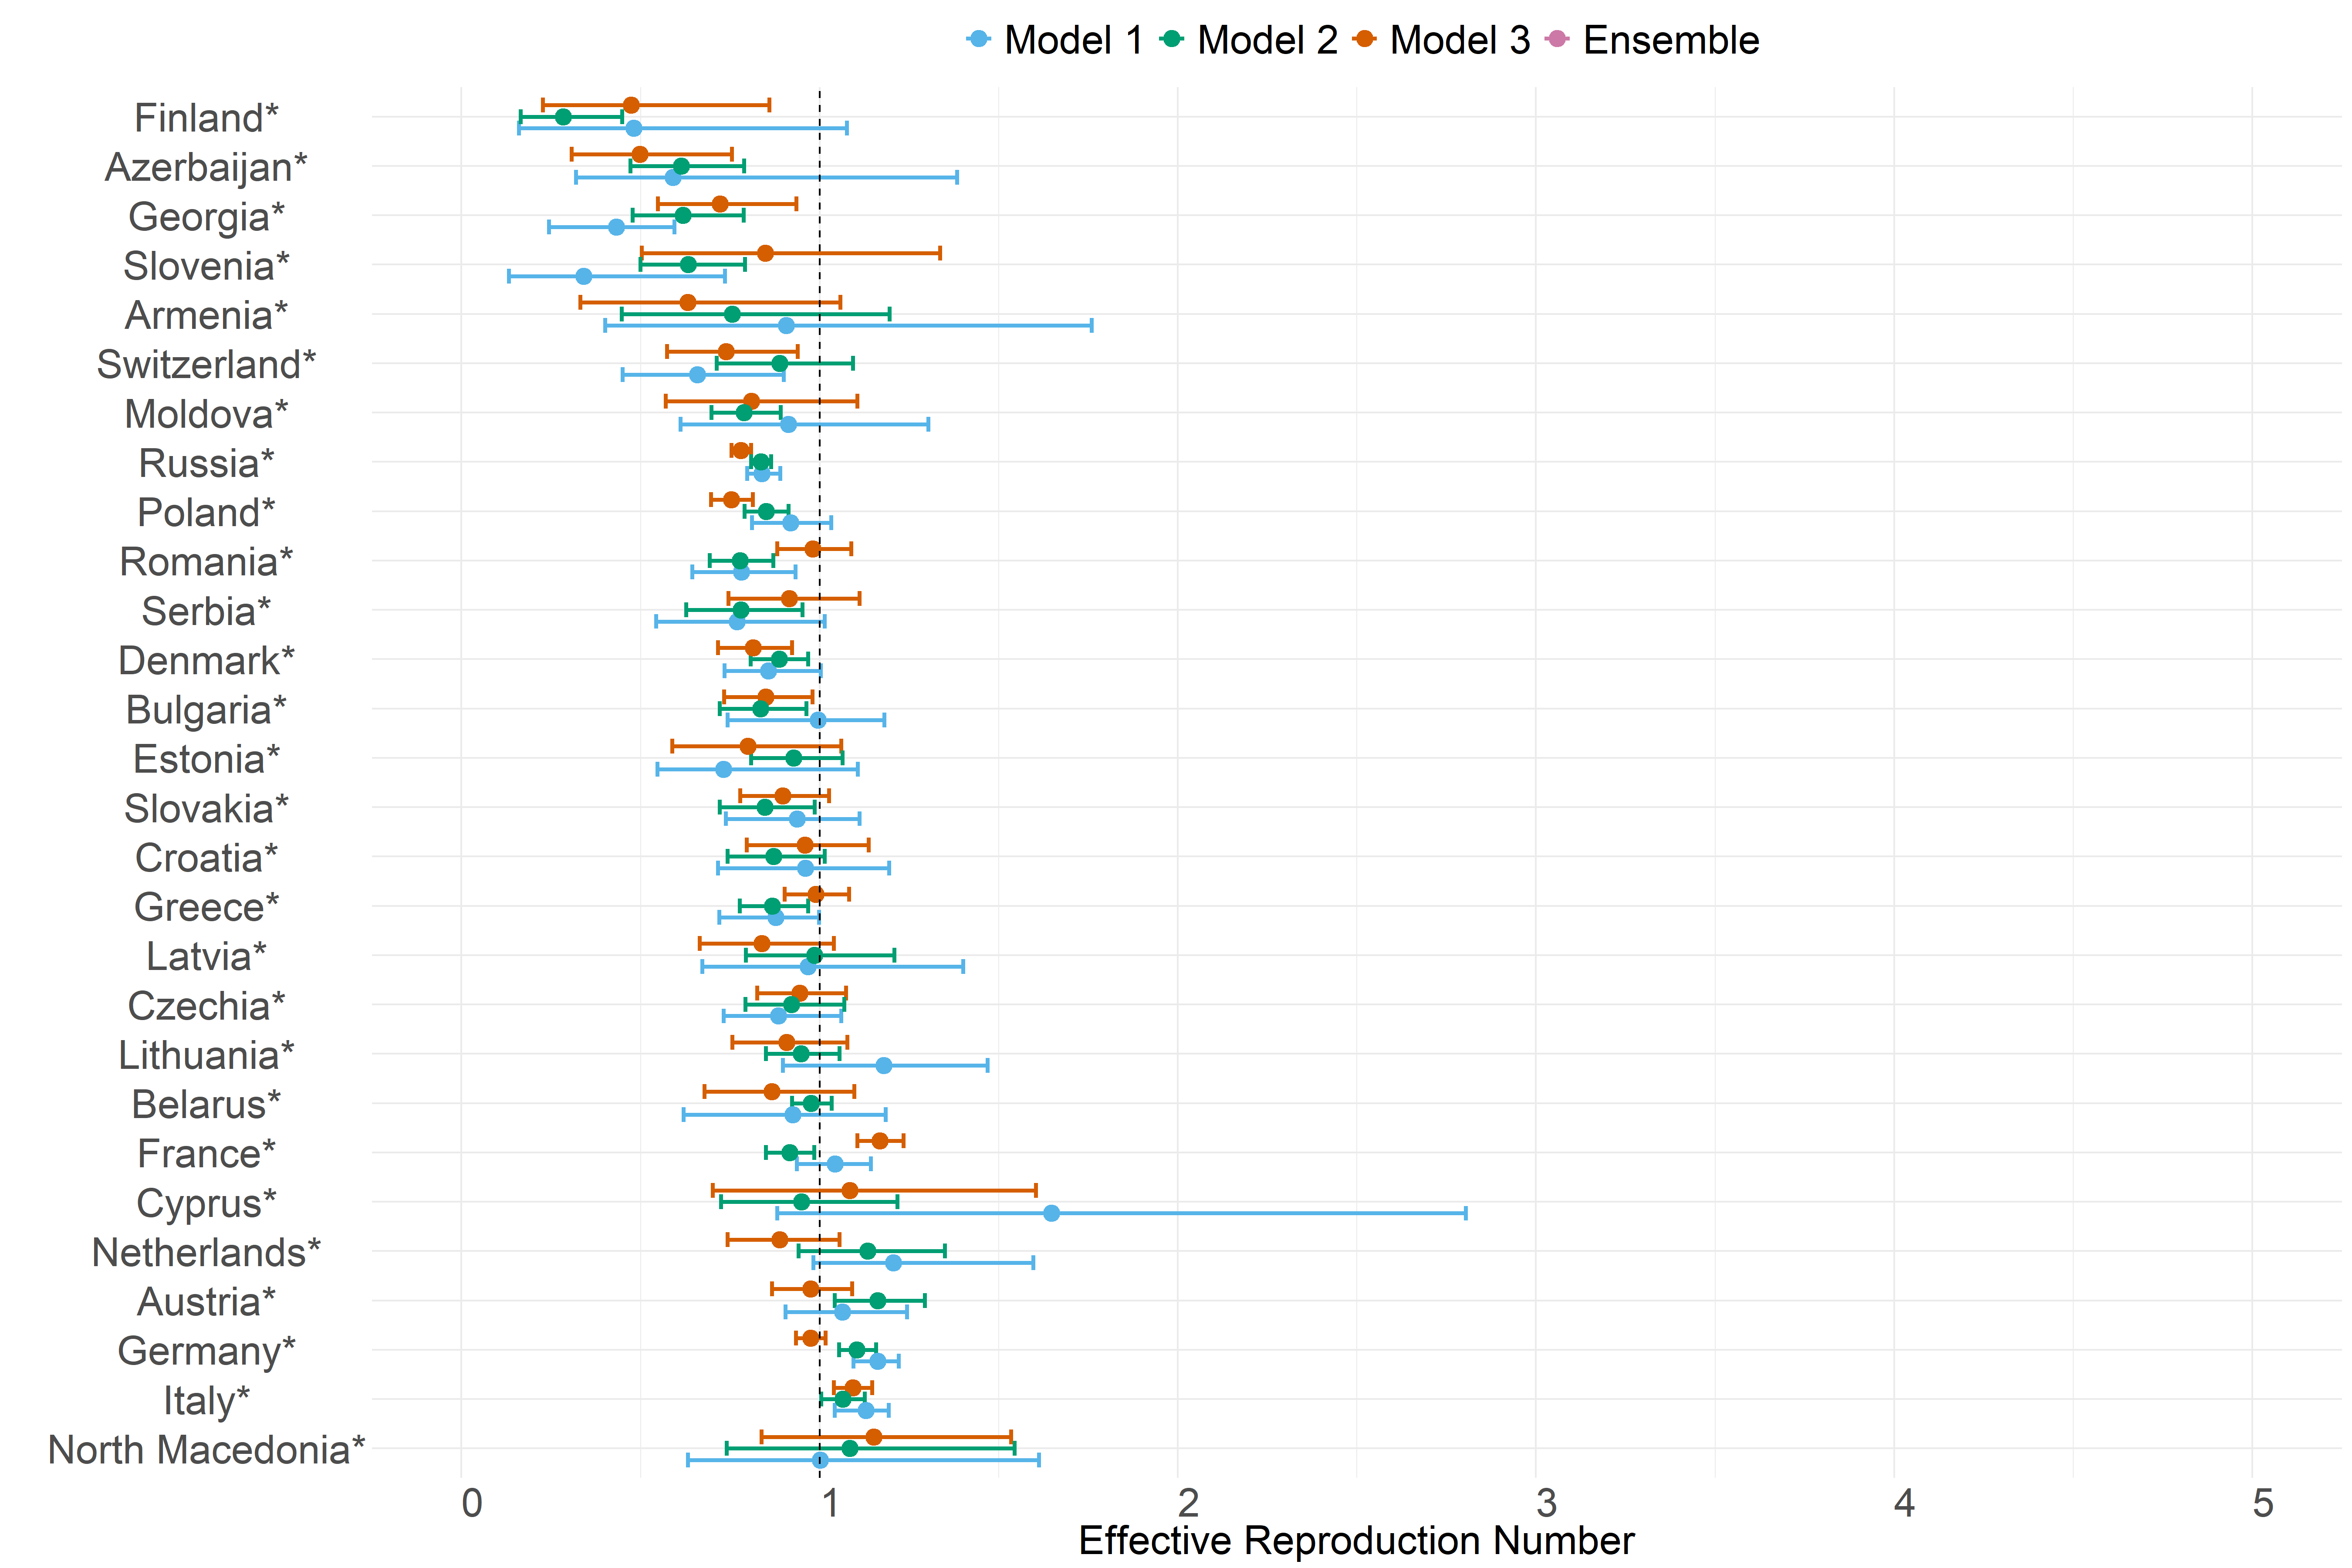 Model 1 Model 2 Model 3 Ensemble
Finland*
Azerbaijan*
Georgia*
Slovenia*
Armenia*
Switzerland*
Moldova*
Russia*
Poland*
Romania*
Serbia*
Denmark*
Bulgaria*
Estonia*
Slovakia*
Croatia*
Greece*
Latvia*
Czechia*
Lithuania*
Belarus*
France*
Cyprus*
Netherlands*
Austria*
Germany*
Italy*
North Macedonia*
0 1 2 3 4 5
Effective Reproduction Number